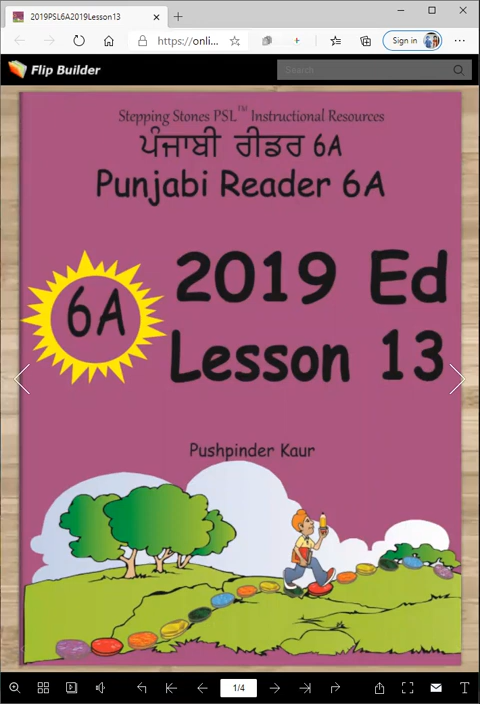 2019PSL6A2019Lesson13
https://onli...
Sign in
Flip Builder
Search
Stepping Stones PSL™ Instructional Resources
ਪੰਜਾਬੀ ਰੀਡਰ 6A
Punjabi Reader 6A
6A
2019 Ed
Lesson 13
Pushpinder Kaur
1/4